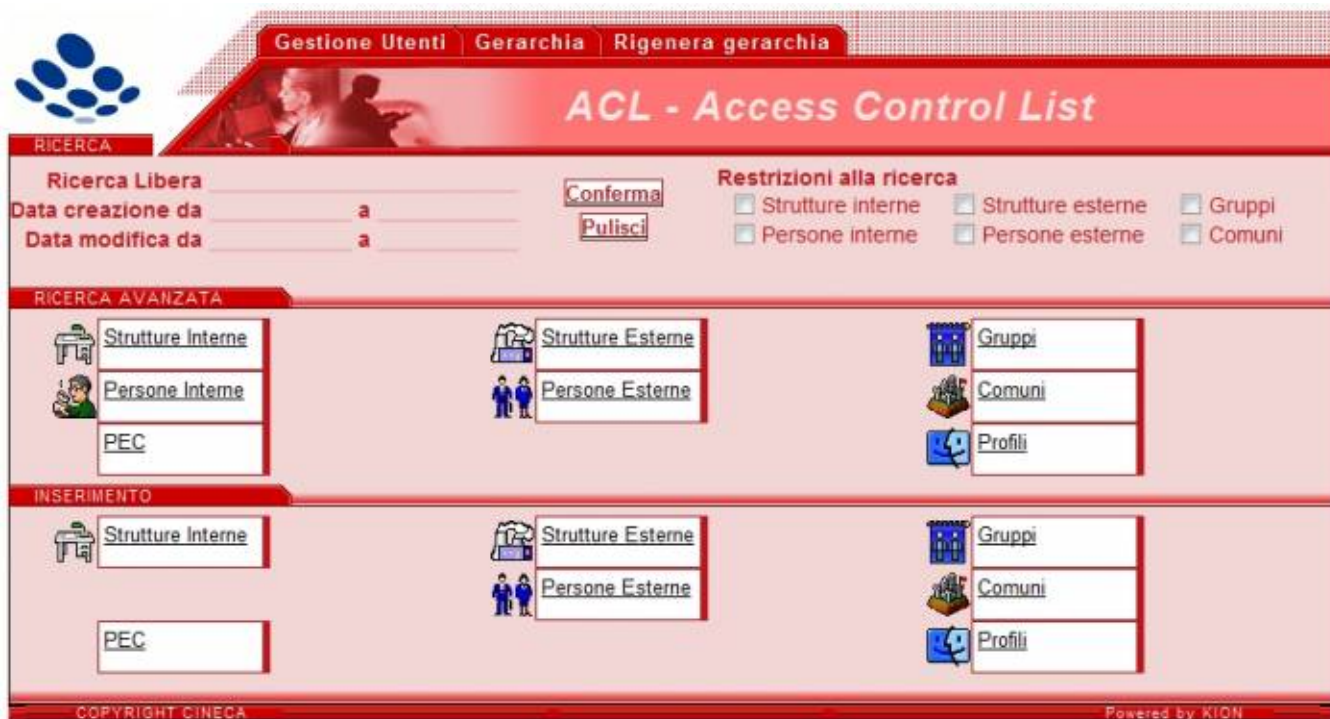 Gestione Utenti Gerarchia Rigenera gerarchia
ACL - Access Control List
RICERCA
Ricerca Libera
Data creazione da a
Data modifica da a
Conferma
Pulisci
Restrizioni alla ricerca
Strutture interne Strutture esterne Gruppi
Persone interne Persone esterne Comuni
RICERCA AVANZATA
Strutture Interne Strutture Esterne Gruppi
Persone Interne Persone Esterne Comuni
PEC Profili
INSERIMENTO
Strutture Interne Strutture Esterne Gruppi
Persone Esterne Comuni
PEC Profili
COPYRIGHT CINECA Powered by KION